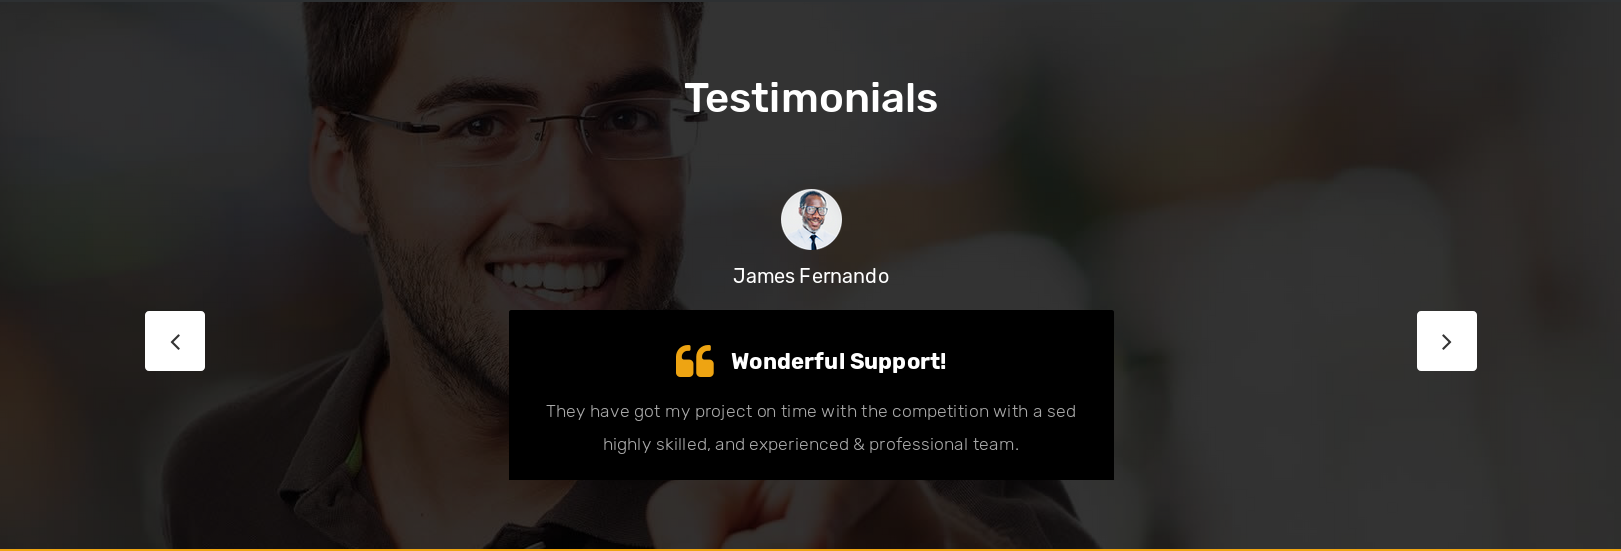 Testimonials
James Fernando
Wonderful Support!
They have got my project on time with the competition with a sed
highly skilled, and experienced & professional team.